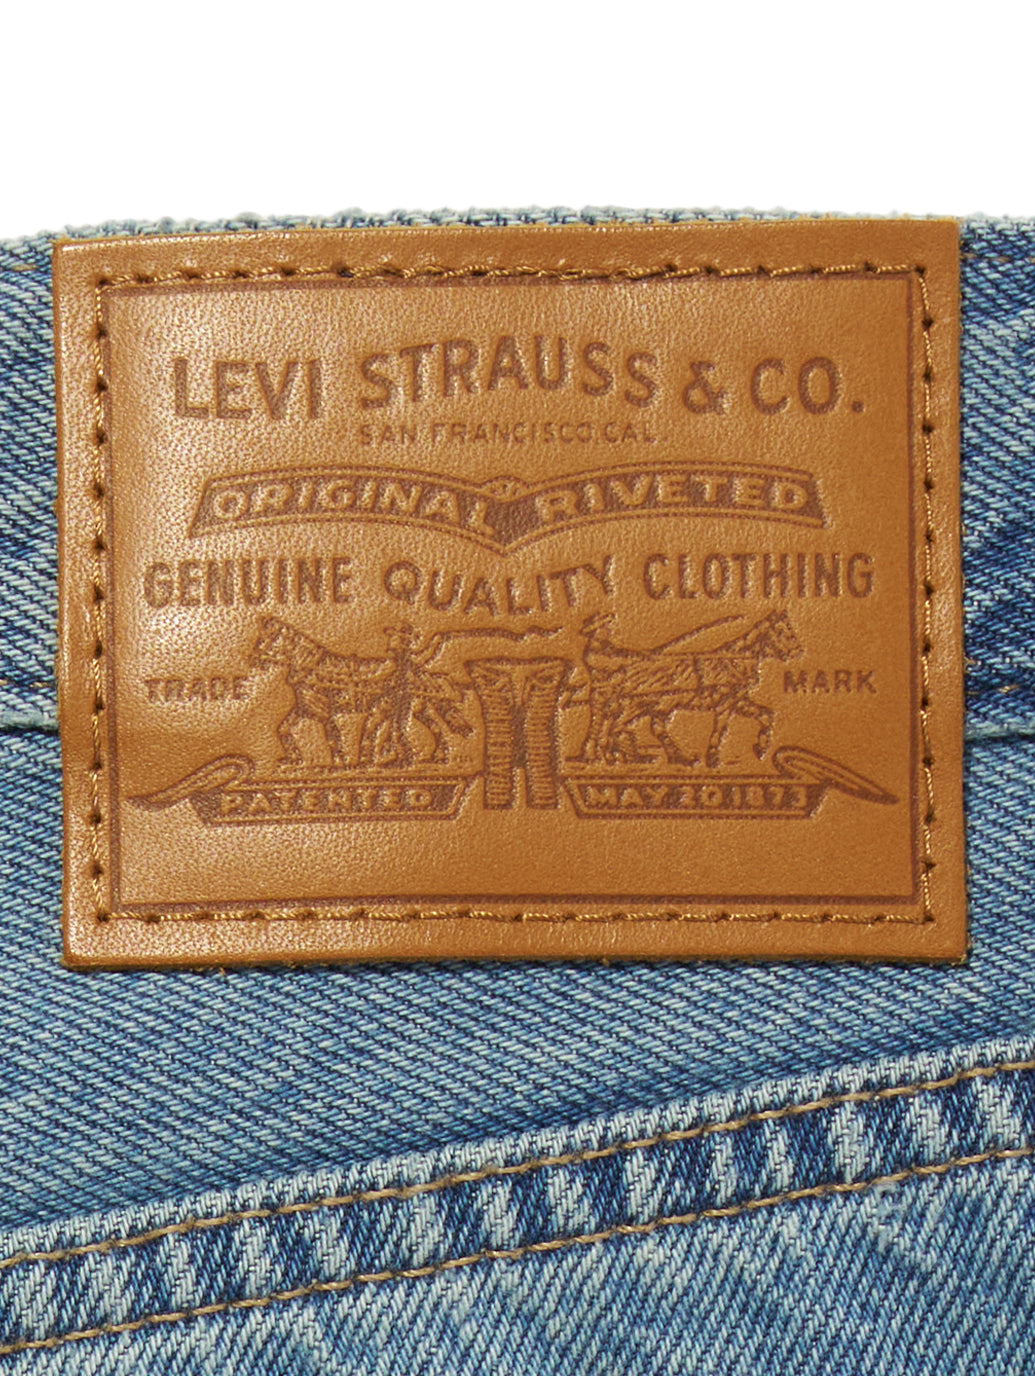 LEVI STRAUSS & CO.
SAN FRANCISCO, CAL.
ORIGINAL RIVETED
GENUINE QUALITY CLOTHING
TRADE MARK
PATENTED MAY 20 1873